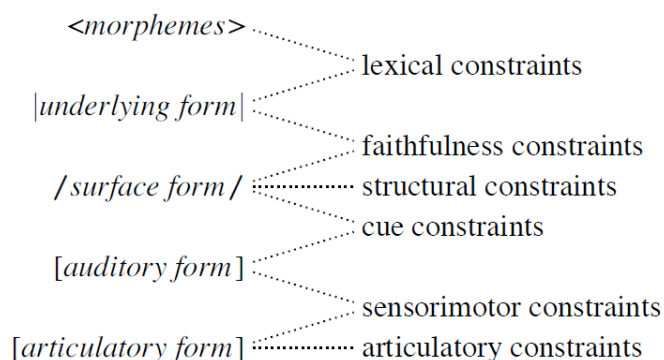 <morphemes>
lexical constraints
|underlying form|
faithfulness constraints
/surface form/
structural constraints
cue constraints
[auditory form]
sensorimotor constraints
[articulatory form]
articulatory constraints